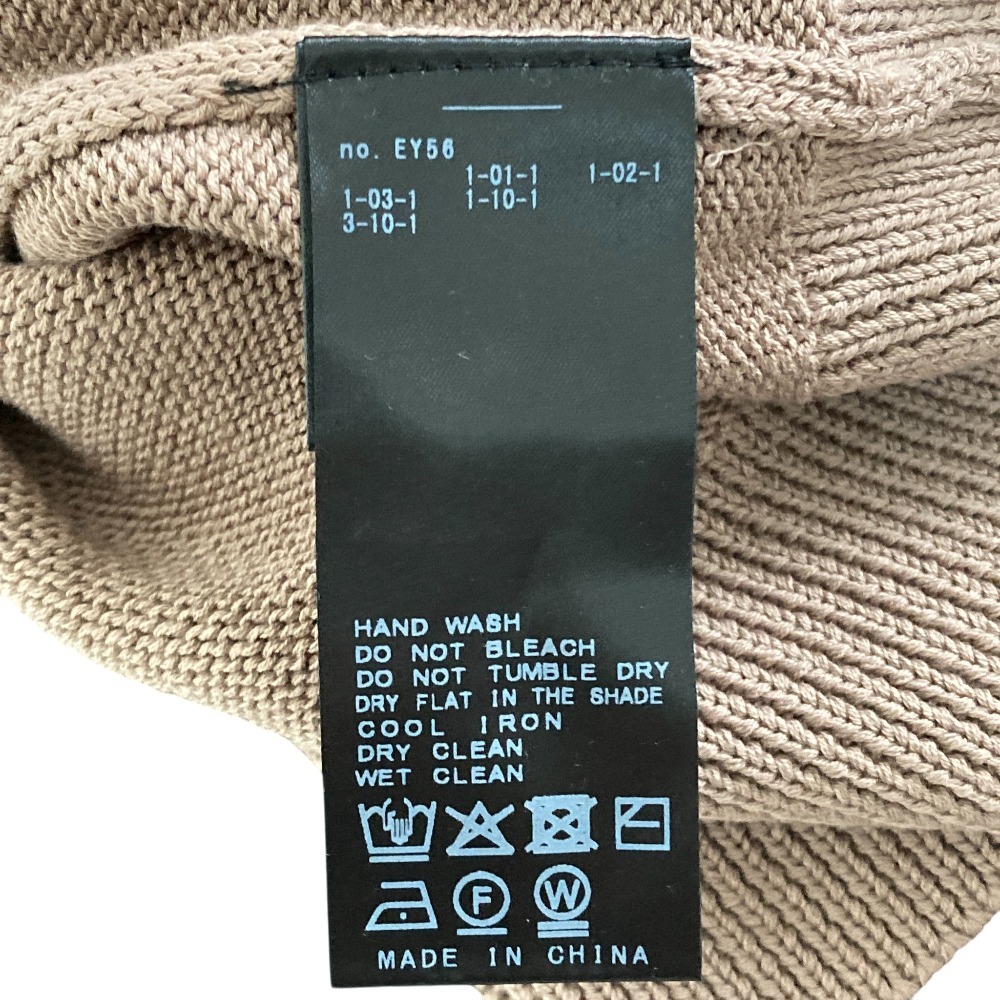 no. EY56
1-01-1 1-02-1
1-03-1 1-10-1
3-10-1
HAND WASH
DO NOT BLEACH
DO NOT TUMBLE DRY
DRY FLAT IN THE SHADE
COOL IRON
DRY CLEAN
WET CLEAN
F W
MADE IN CHINA